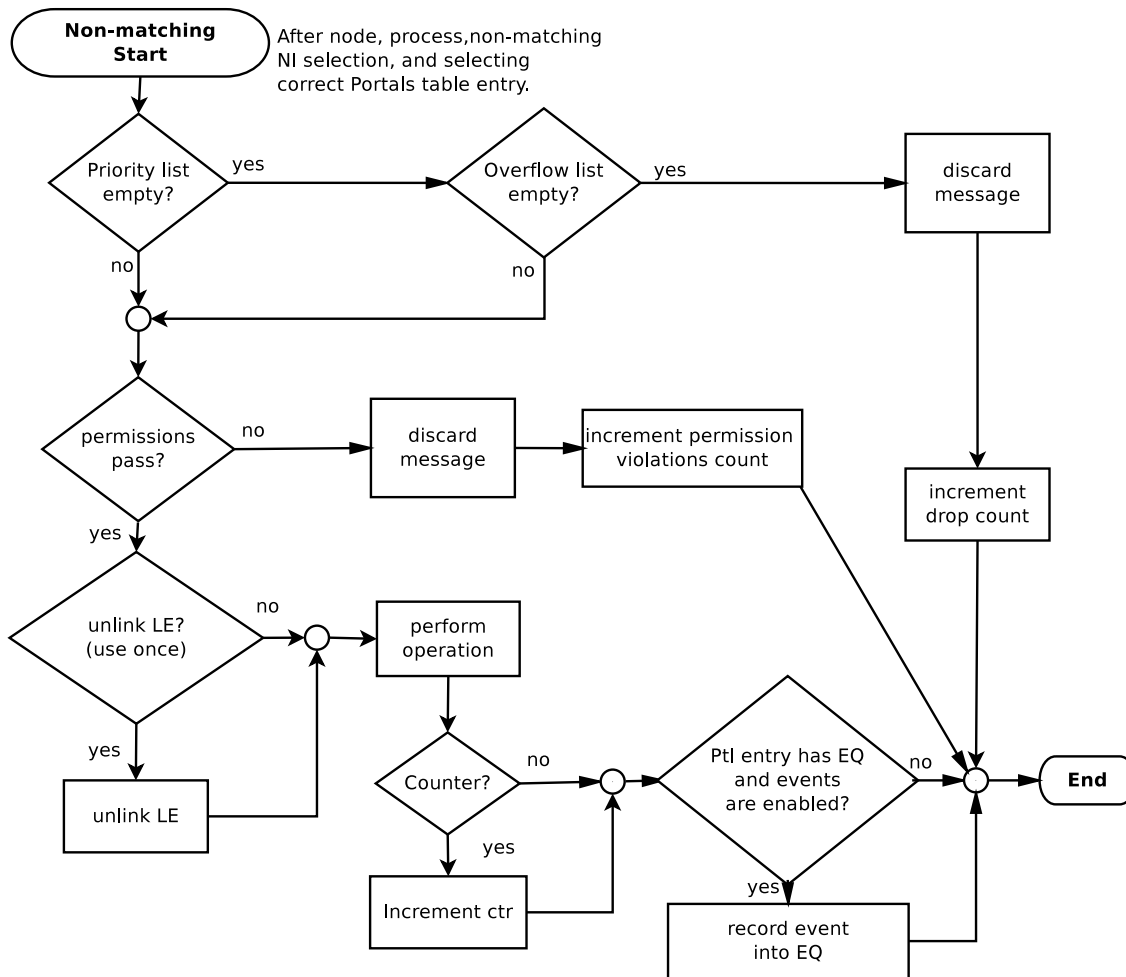 Non-matching
Start
After node, process,non-matching
NI selection, and selecting
correct Portals table entry.
Priority list
empty?
yes
Overflow list
empty?
yes
discard
message
no
no
permissions
pass?
no
discard
message
increment permission
violations count
increment
drop count
yes
unlink LE?
(use once)
no
perform
operation
yes
unlink LE
Counter?
no
Ptl entry has EQ
and events
are enabled?
no
End
yes
Increment ctr
yes
record event
into EQ